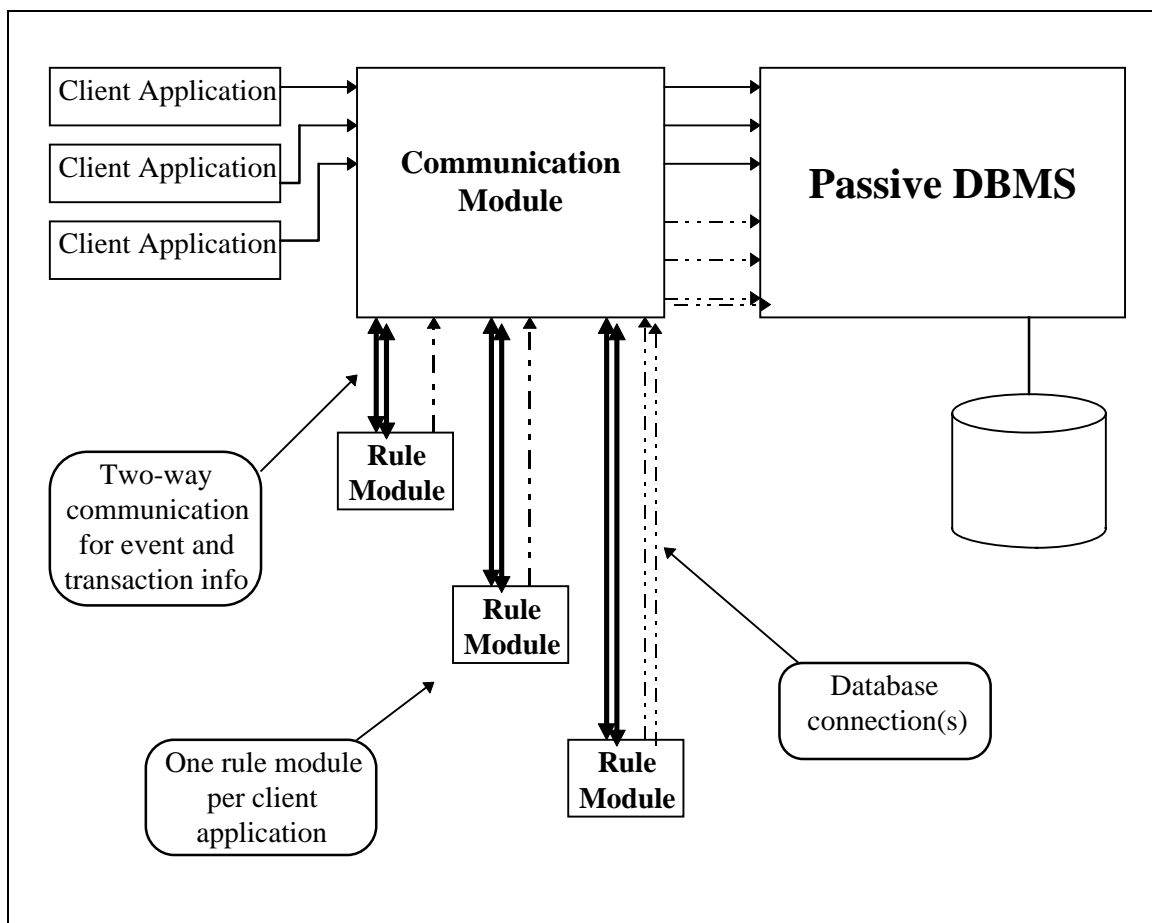 Client Application
Client Application
Client Application
Communication
Module
Passive DBMS
Rule
Module
Two-way
communication
for event and
transaction info
Rule
Module
Database
connection(s)
One rule module
per client
application
Rule
Module